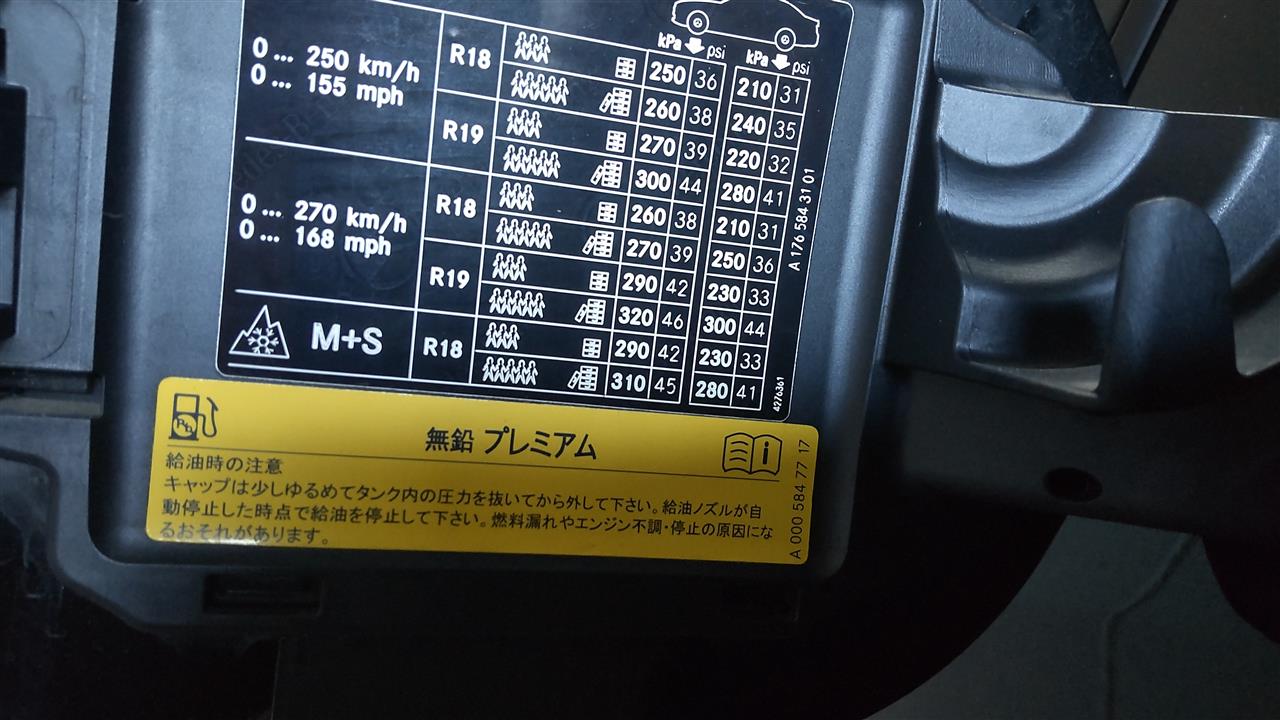 kPa psi kPa psi
0 ... 250 km/h
0 ... 155 mph
R18 250 36 210 31
260 38 240 35
R19 270 39 220 32
300 44 280 41
0 ... 270 km/h
0 ... 168 mph
R18 260 38 210 31
270 39 250 36
R19 290 42 230 33
320 46 300 44
M+S R18 290 42 230 33
310 45 280 41
A 176 584 31 01
4276361
無鉛 プレミアム
給油時の注意
キャップは少しゆるめてタンク内の圧力を抜いてから外して下さい。給油ノズルが自
動停止した時点で給油を停止して下さい。燃料漏れやエンジン不調・停止の原因にな
るおそれがあります。
A 000 584 77 17